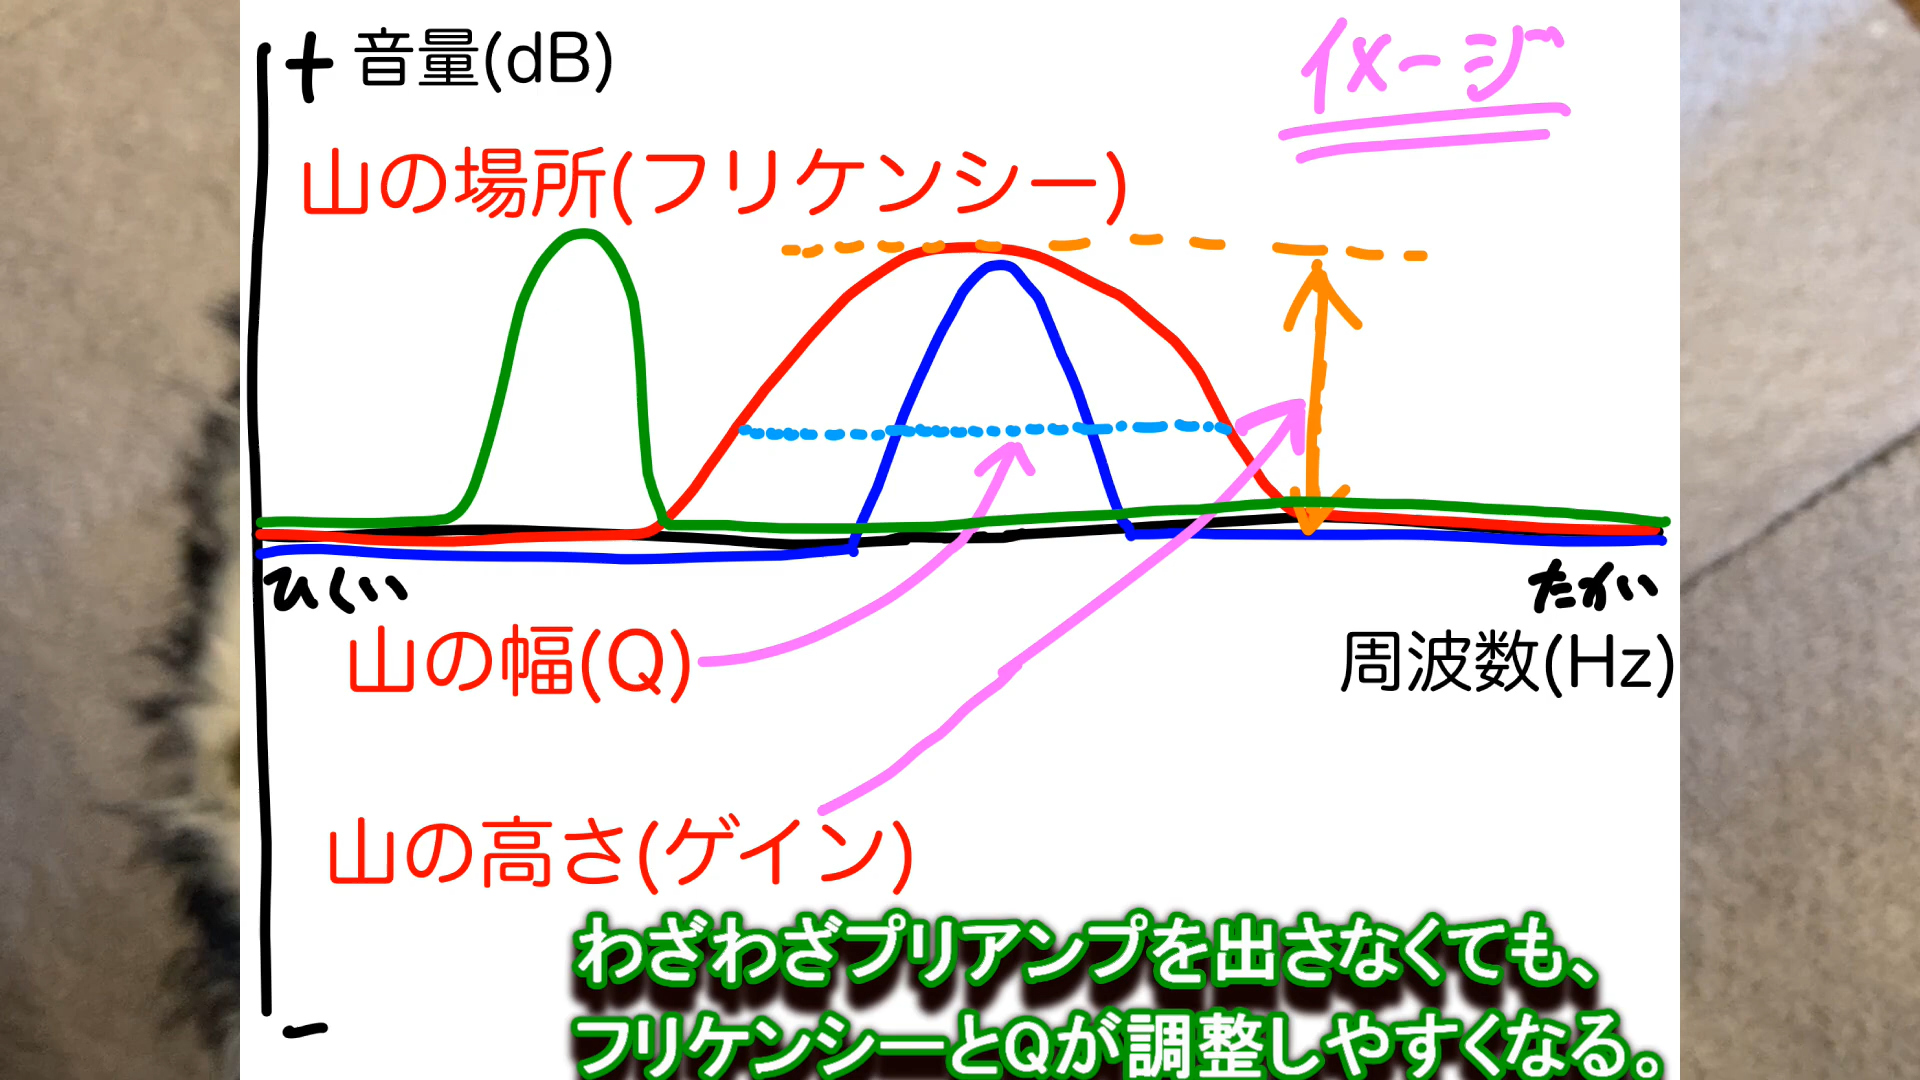 + 音量(dB)
イメージ
山の場所(フリケンシー)
ひくい
たかい
山の幅(Q)
周波数(Hz)
山の高さ(ゲイン)
わざわざプリアンプを出さなくても、
フリケンシーとQが調整しやすくなる。
-